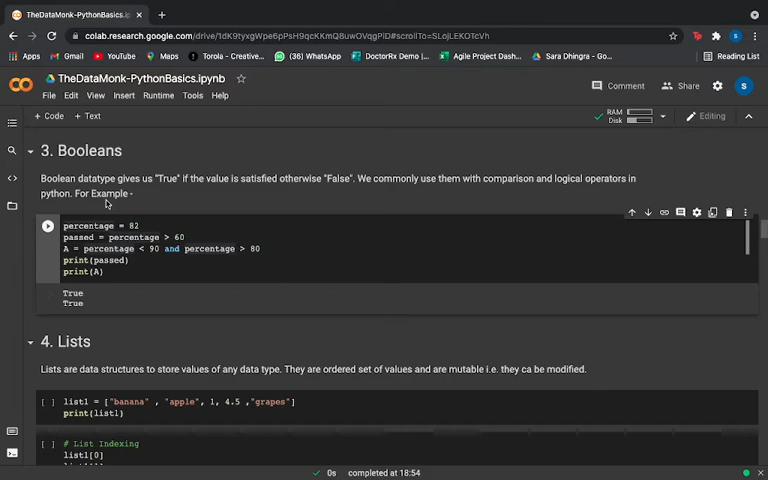 TheDataMonk-PythonBasics.ip
colab.research.google.com/drive/1dK9tyxgWpe6pPsH9qcKKmQ8uwOVqgPlD#scrollTo=SLojLEKOTcVh
Apps Gmail YouTube Maps Torola - Creative... (36) WhatsApp DoctorRx Demo |... Agile Project Dash... Sara Dhingra - Go... Reading List
TheDataMonk-PythonBasics.ipynb
Comment Share S
File Edit View Insert Runtime Tools Help
+ Code + Text RAM Disk Editing
3. Booleans
Boolean datatype gives us "True" if the value is satisfied otherwise "False". We commonly use them with comparison and logical operators in
python. For Example -
percentage = 82
passed = percentage > 60
A = percentage < 90 and percentage > 80
print(passed)
print(A)
True
True
4. Lists
Lists are data structures to store values of any data type. They are ordered set of values and are mutable i.e. they ca be modified.
[ ] list1 = ["banana" , "apple", 1, 4.5 ,"grapes"]
print(list1)
[ ] # List Indexing
list1[0]
0s completed at 18:54